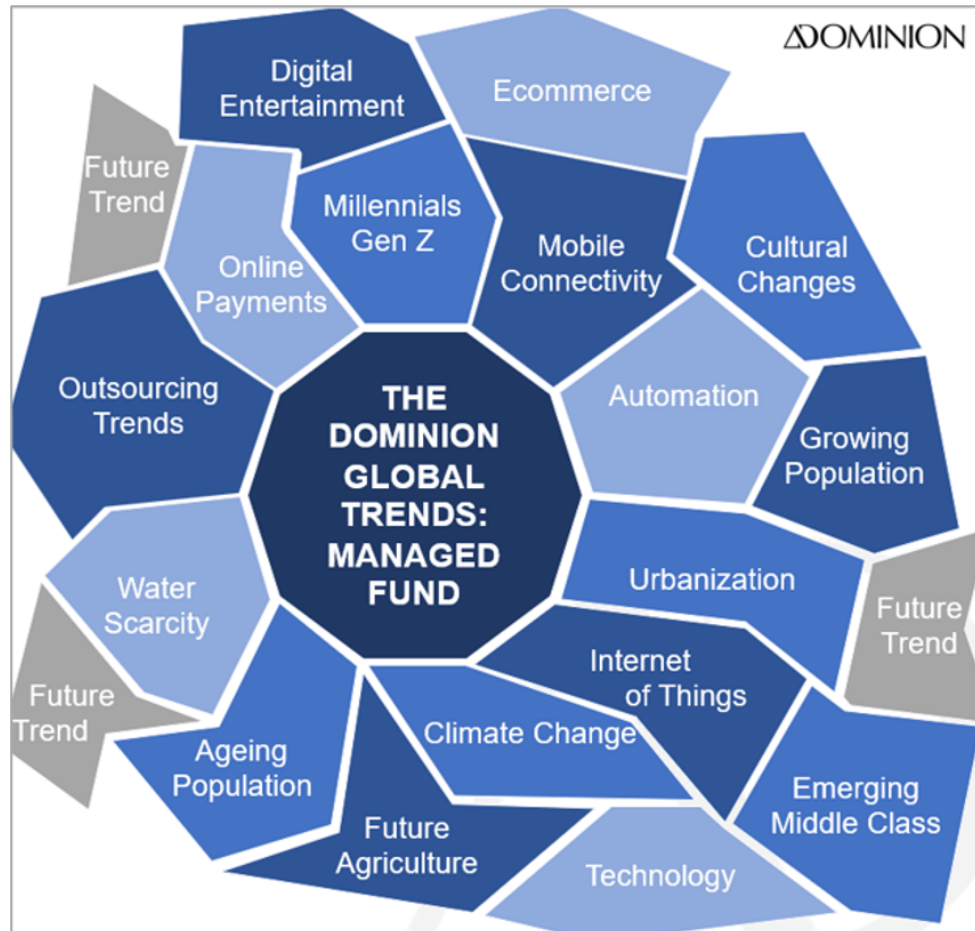 ADOMINION
Digital
Entertainment
Ecommerce
Future
Trend
Millennials
Gen Z
Online
Payments
Mobile
Connectivity
Cultural
Changes
Outsourcing
Trends
THE
DOMINION
GLOBAL
TRENDS:
MANAGED
FUND
Automation
Growing
Population
Water
Scarcity
Urbanization
Future
Trend
Future
Trend
Internet
of Things
Ageing
Population
Climate Change
Emerging
Middle Class
Future
Agriculture
Technology